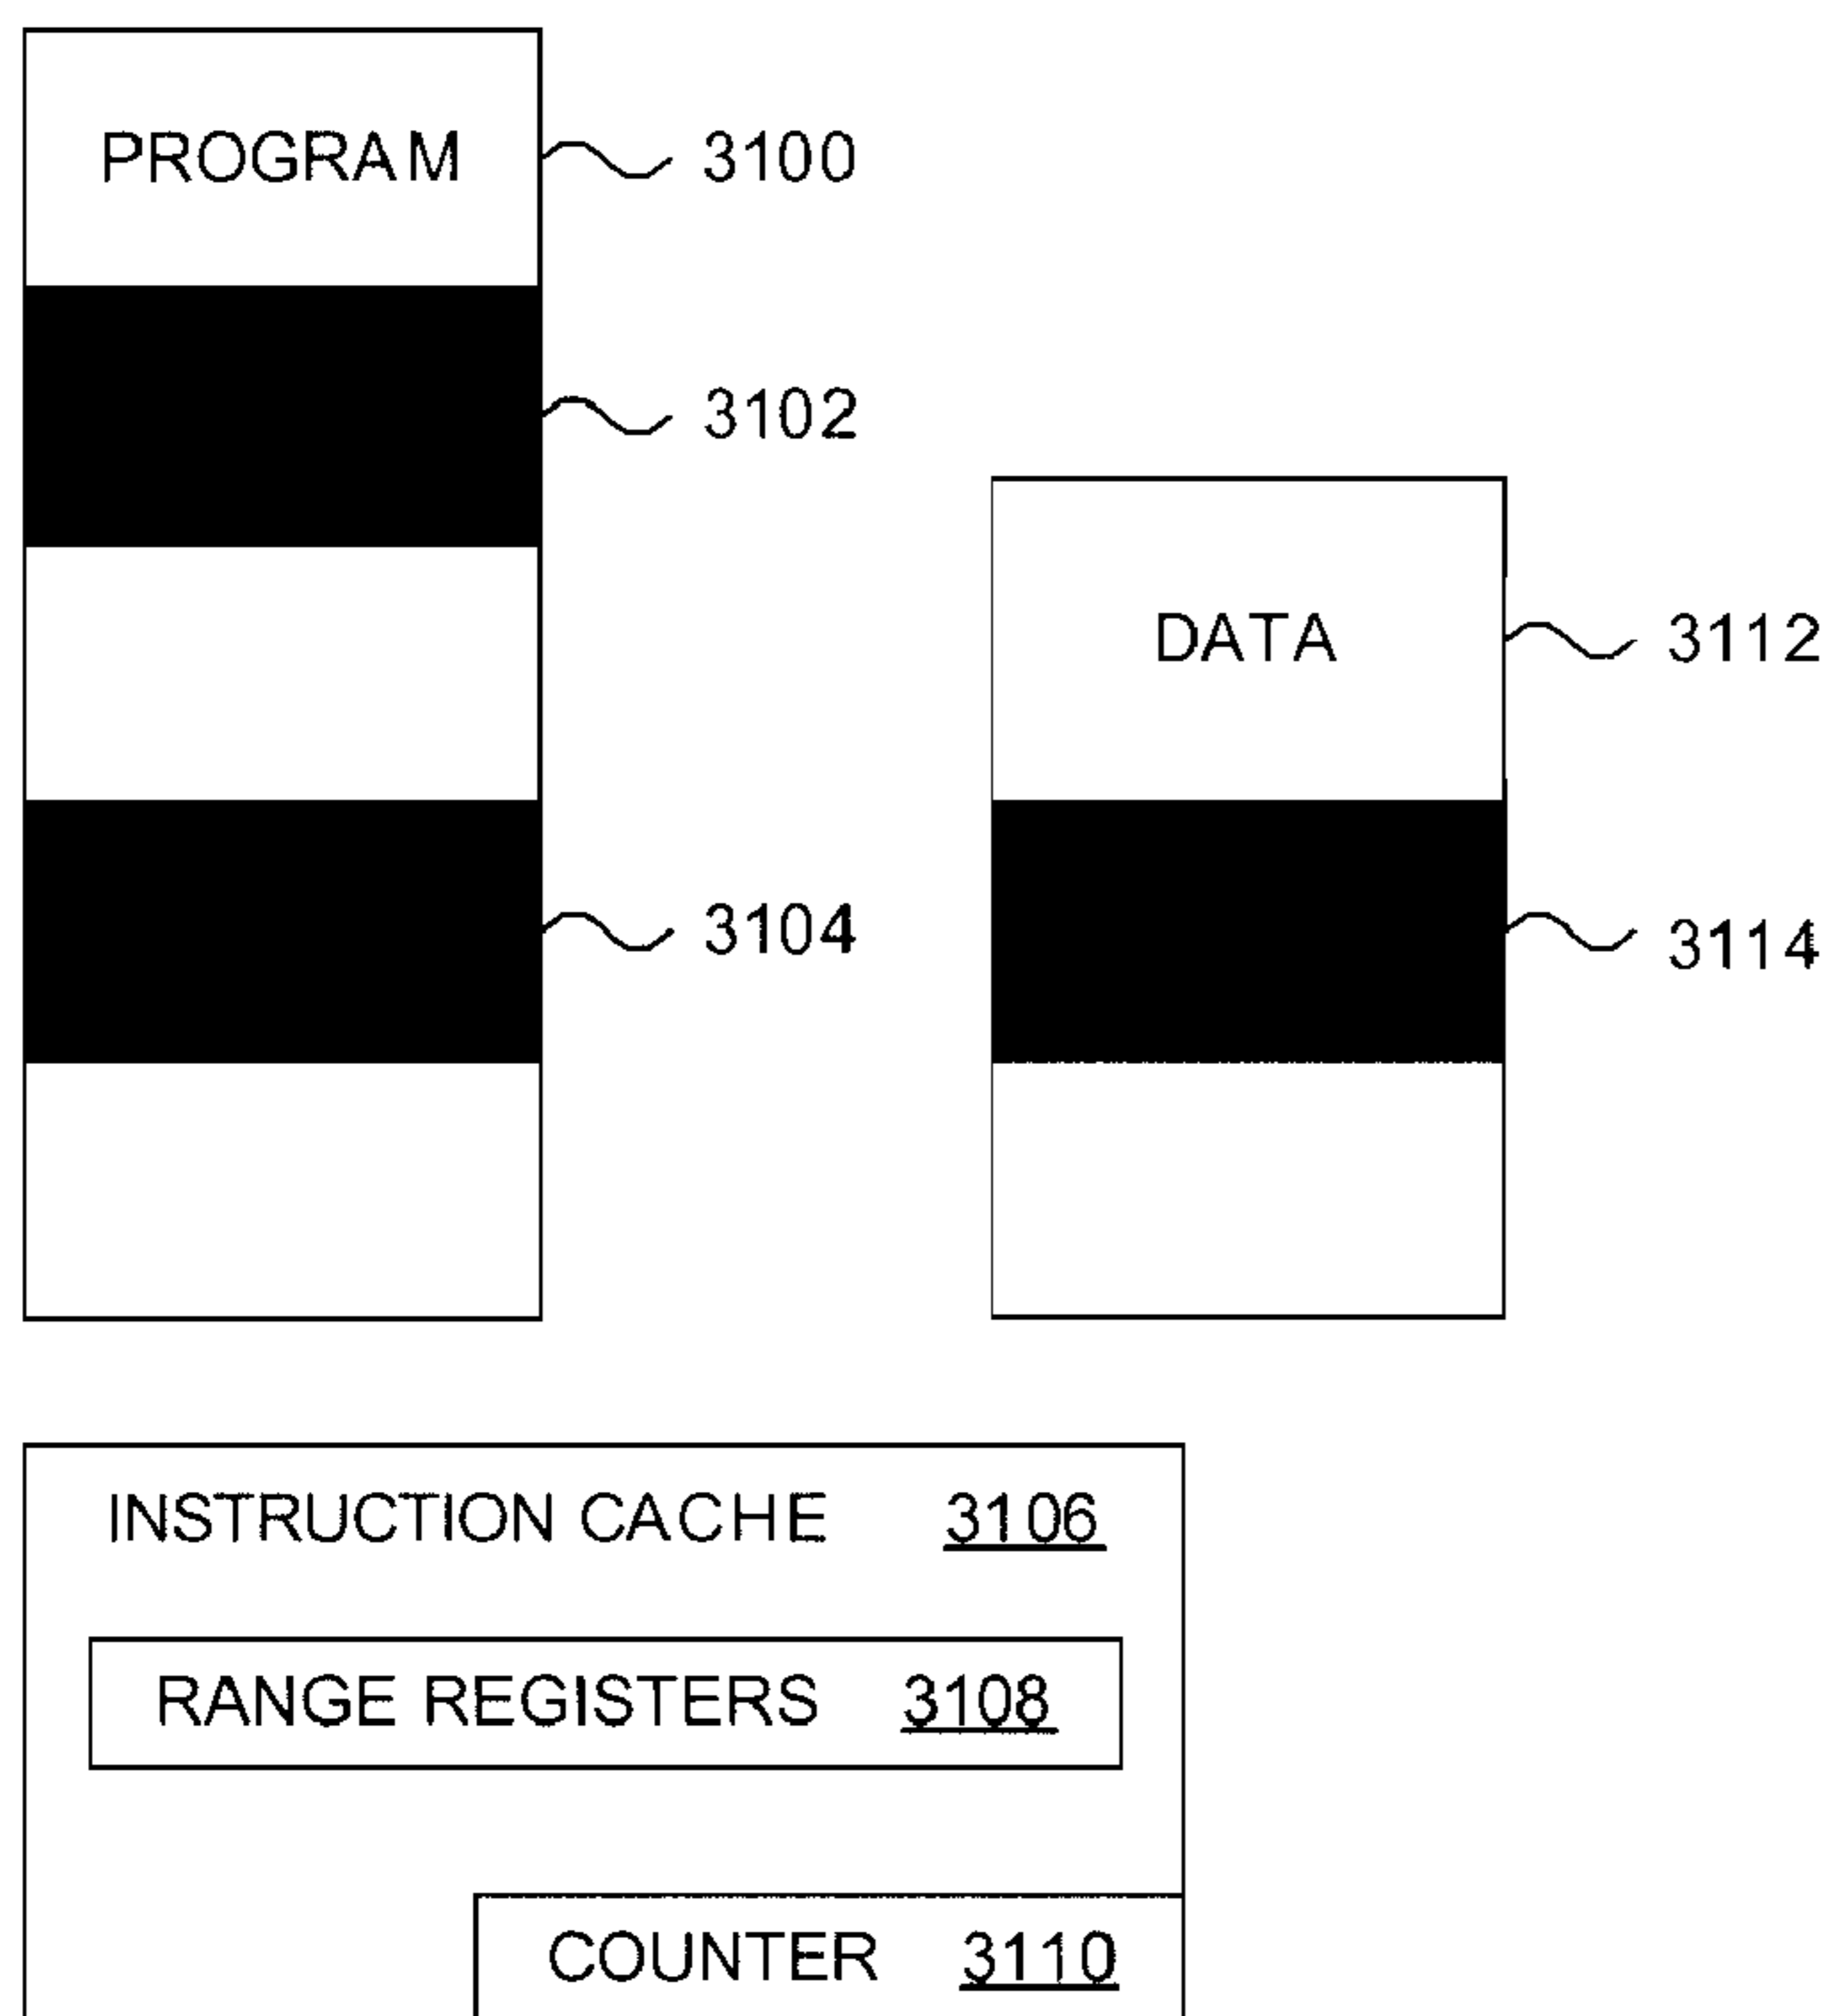 PROGRAM 3100
3102
DATA 3112
3104
3114
INSTRUCTION CACHE 3106
RANGE REGISTERS 3108
COUNTER 3110